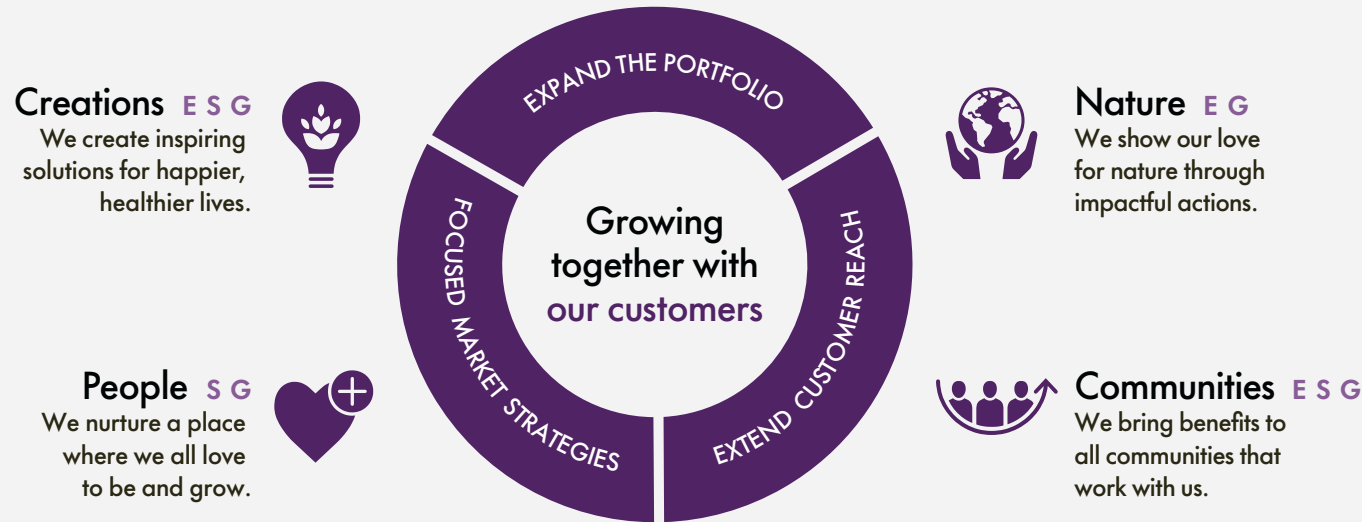 Creations E S G
We create inspiring
solutions for happier,
healthier lives.
EXPAND THE PORTFOLIO
Nature E G
We show our love
for nature through
impactful actions.
FOCUSED MARKET STRATEGIES
Growing
together with
our customers
EXTEND CUSTOMER REACH
People S G
We nurture a place
where we all love
to be and grow.
Communities E S G
We bring benefits to
all communities that
work with us.